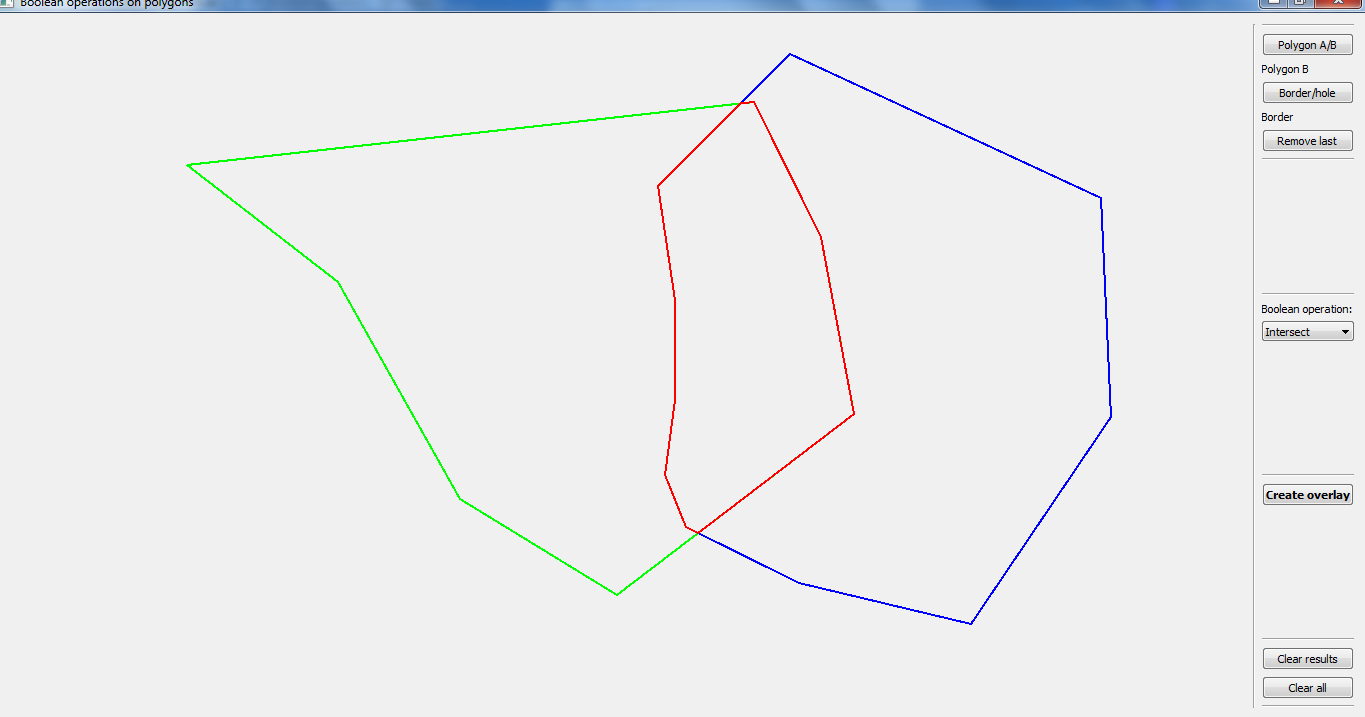 Boolean operations on polygons
Polygon A/B
Polygon B
Border/hole
Border
Remove last
Boolean operation:
Intersect
Create overlay
Clear results
Clear all